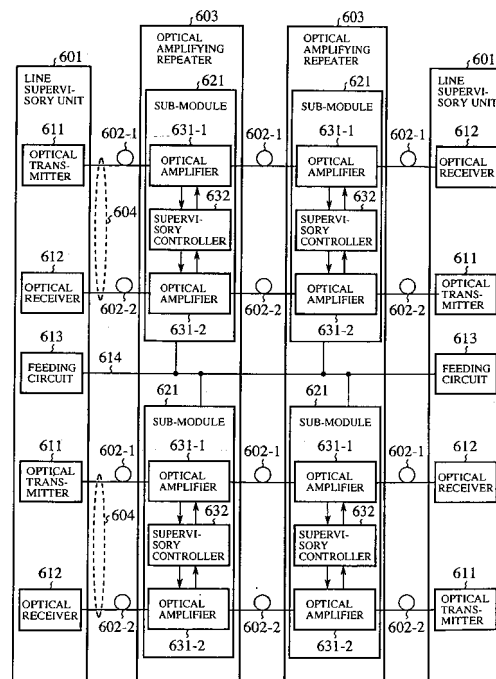 603
603
601
OPTICAL
AMPLIFYING
REPEATER
OPTICAL
AMPLIFYING
REPEATER
601
LINE
SUPERVI-
SORY UNIT
621
621
LINE
SUPERVISORY
UNIT
SUB-MODULE
SUB-MODULE
611
602-1
631-1
602-1
631-1
602-1
612
OPTICAL
TRANS-
MITTER
OPTICAL
AMPLIFIER
OPTICAL
AMPLIFIER
OPTICAL
RECEIVER
604
632
632
SUPERVI-
SORY
CONTROLLER
SUPERVI-
SORY
CONTROLLER
612
611
OPTICAL
RECEIVER
602-2
OPTICAL
AMPLIFIER
602-2
OPTICAL
AMPLIFIER
602-2
OPTICAL
TRANS-
MITTER
613
631-2
631-2
613
FEEDING
CIRCUIT
614
FEEDING
CIRCUIT
621
621
611
SUB-MODULE
SUB-MODULE
602-1
631-1
602-1
631-1
602-1
612
OPTICAL
TRANS-
MITTER
OPTICAL
AMPLIFIER
OPTICAL
AMPLIFIER
OPTICAL
RECEIVER
604
632
632
SUPERVI-
SORY
CONTROLLER
SUPERVI-
SORY
CONTROLLER
612
611
OPTICAL
RECEIVER
602-2
OPTICAL
AMPLIFIER
602-2
OPTICAL
AMPLIFIER
602-2
OPTICAL
TRANS-
MITTER
631-2
631-2